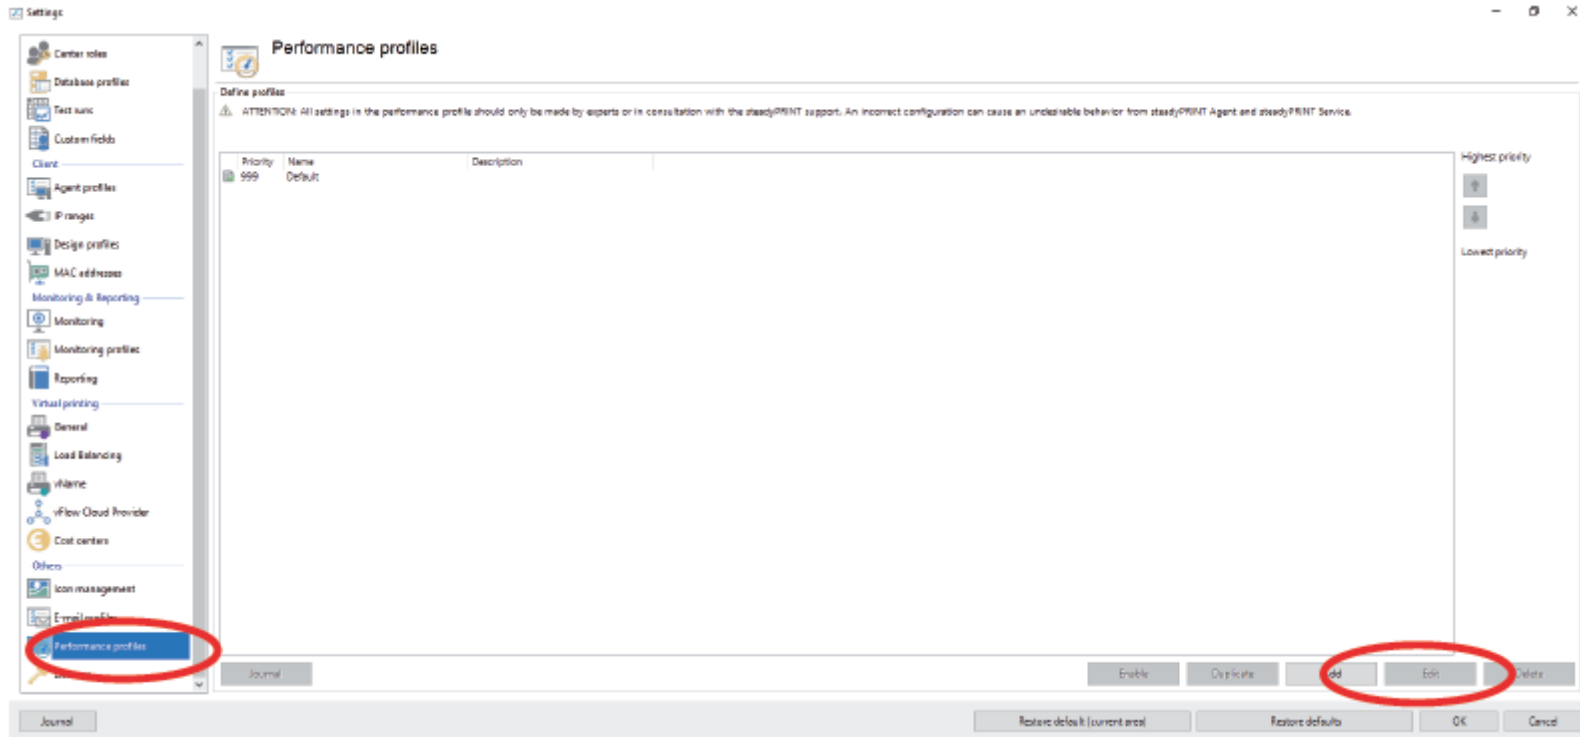 Settings
Center roles
Database profiles
Test runs
Custom fields
Client
Agent profiles
IP ranges
Design profiles
MAC addresses
Monitoring & Reporting
Monitoring
Monitoring profiles
Reporting
Virtual printing
General
Load Balancing
vName
vFlow Cloud Provider
Cost centers
Others
Icon management
E-mail profiles
Performance profiles
Performance profiles
Define profiles
ATTENTION: All settings in the performance profile should only be made by experts or in consultation with the steadyPRINT support. An incorrect configuration can cause an undesirable behavior from steadyPRINT Agent and steadyPRINT Service.
Priority Name Description
999 Default
Highest priority
Lowest priority
Journal Enable Duplicate Add Edit Delete
Journal Restore default (current area) Restore defaults OK Cancel